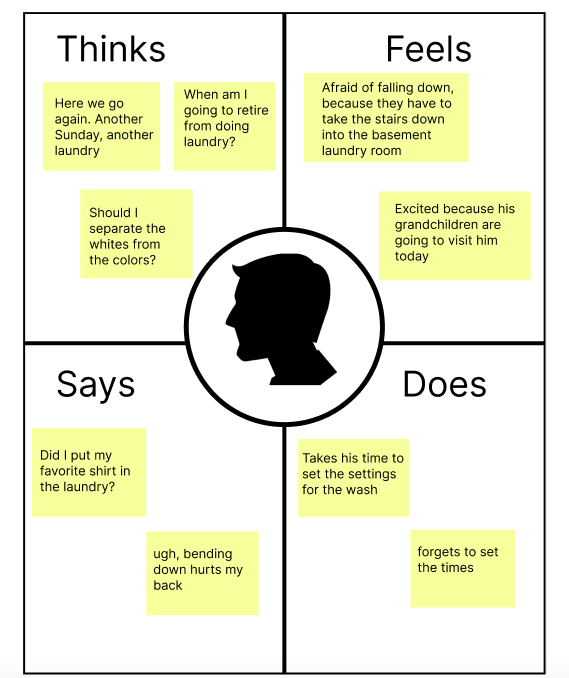 Thinks
Here we go
again. Another
Sunday, another
laundry
When am I
going to retire
from doing
laundry?
Should I
separate the
whites from
the colors?
Feels
Afraid of falling down,
because they have to
take the stairs down
into the basement
laundry room
Excited because his
grandchildren are
going to visit him
today
Says
Did I put my
favorite shirt in
the laundry?
ugh, bending
down hurts my
back
Does
Takes his time to
set the settings
for the wash
forgets to set
the times